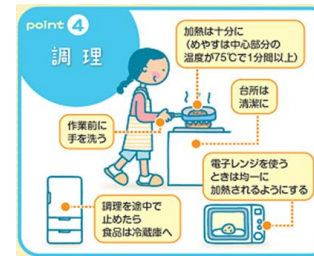 point 4
調理
加熱は十分に
(めやすは中心部分の
温度が75℃で1分間以上)
台所は
清潔に
作業前に
手を洗う
電子レンジを使う
ときは均一に
加熱されるようにする
調理を途中で
止めたら
食品は冷蔵庫へ